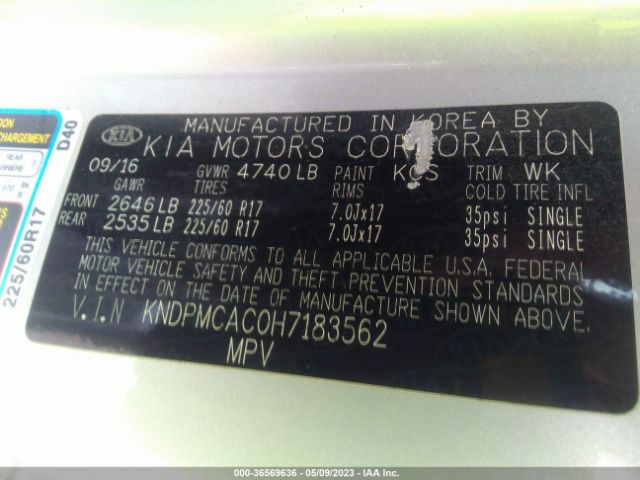 MANUFACTURED IN KOREA BY
KIA KIA MOTORS CORPORATION
09/16 GVWR 4740 LB PAINT KCS TRIM WK
GAWR TIRES RIMS COLD TIRE INFL
FRONT 2646 LB 225/60 R17 7.0Jx17 35psi SINGLE
REAR 2535 LB 225/60 R17 7.0Jx17 35psi SINGLE
THIS VEHICLE CONFORMS TO ALL APPLICABLE U.S.A. FEDERAL
MOTOR VEHICLE SAFETY AND THEFT PREVENTION STANDARDS
IN EFFECT ON THE DATE OF MANUFACTURE SHOWN ABOVE.
V.I.N KNDPMCAC0H7183562
MPV
CHARGEMENT
REAR 3
D40
225/60R17
000-36569636 - 05/09/2023 - IAA Inc.